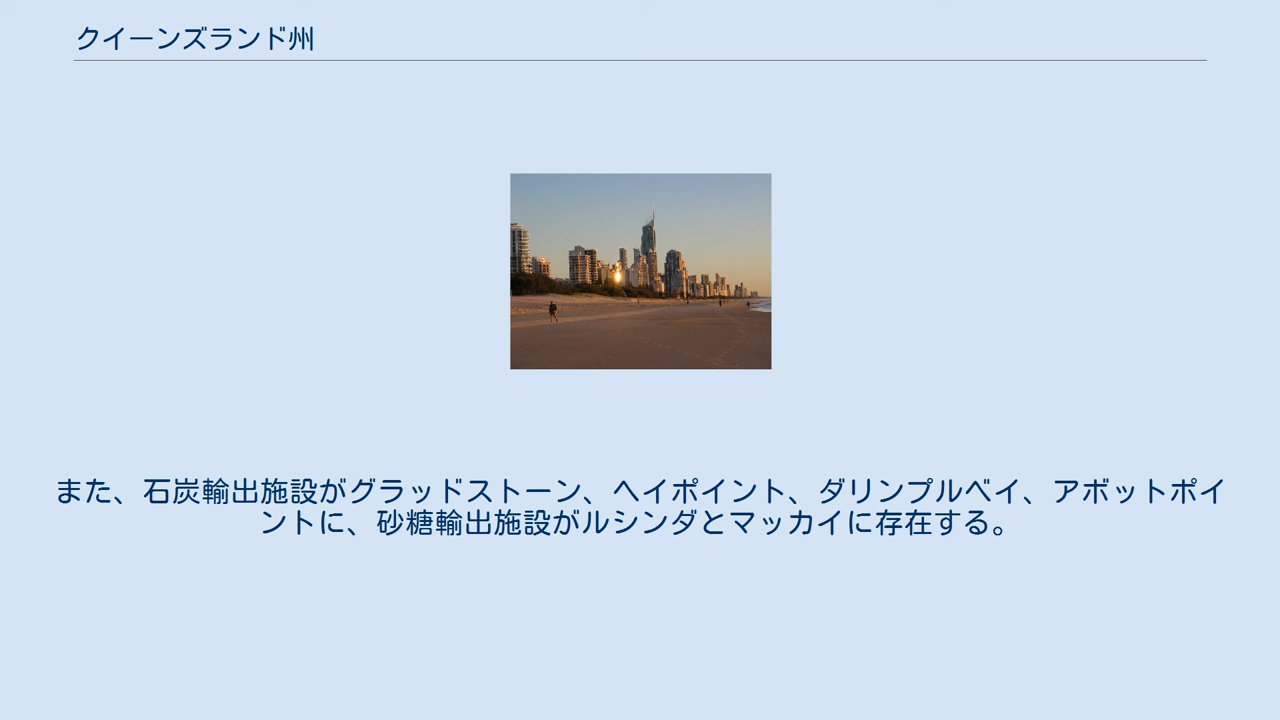 クイーンズランド州
また、石炭輸出施設がグラッドストーン、ヘイポイント、ダリンプルベイ、アボットポイ
ントに、砂糖輸出施設がルシンダとマッカイに存在する。